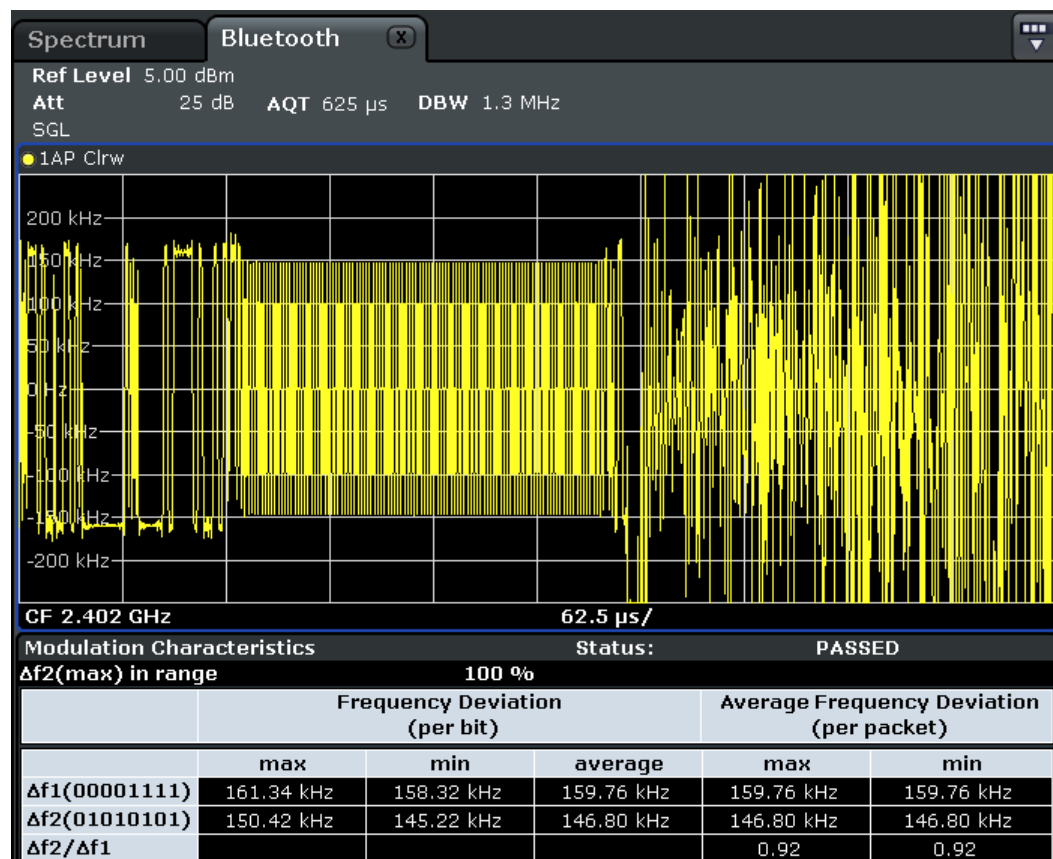 Spectrum Bluetooth X
Ref Level 5.00 dBm
Att 25 dB AQT 625 µs DBW 1.3 MHz
SGL
1AP Clrw
200 kHz
150 kHz
100 kHz
50 kHz
0 Hz
-50 kHz
-100 kHz
-150 kHz
-200 kHz
CF 2.402 GHz 62.5 µs/
Modulation Characteristics Status: PASSED
Δf2(max) in range 100 %
Frequency Deviation Average Frequency Deviation
(per bit) (per packet)
max min average max min
Δf1(00001111) 161.34 kHz 158.32 kHz 159.76 kHz 159.76 kHz 159.76 kHz
Δf2(01010101) 150.42 kHz 145.22 kHz 146.80 kHz 146.80 kHz 146.80 kHz
Δf2/Δf1 0.92 0.92